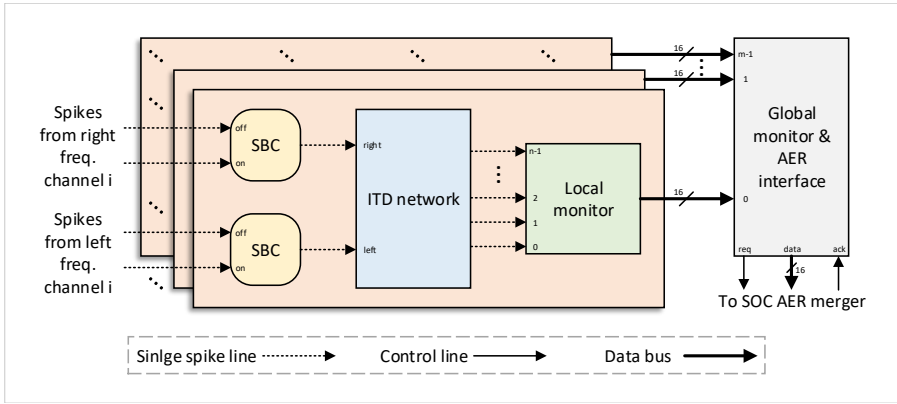 16
m-1
16
1
Spikes
from right
freq.
channel i
off
on
SBC
right
ITD network
n-1
2
1
0
Local
monitor
16
0
Global
monitor &
AER
interface
Spikes
from left
freq.
channel i
off
on
SBC
left
req
data
ack
16
To SOC AER merger
Sinlge spike line
Control line
Data bus